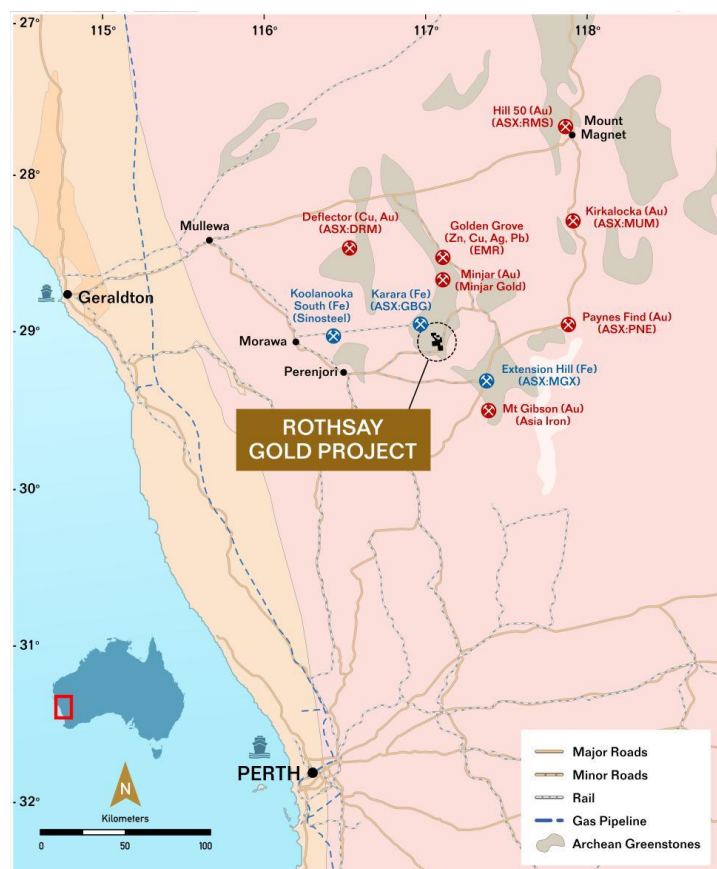 27°
115°
116°
117°
118°
Hill 50 (Au)
(ASX:RMS)
Mount
Magnet
28°
Deflector (Cu, Au)
(ASX:DRM)
Golden Grove
(Zn, Cu, Ag, Pb)
(EMR)
Kirkalocka (Au)
(ASX:MUM)
Mullewa
Minjar (Au)
(Minjar Gold)
Geraldton
Koolanooka
South (Fe)
(Sinosteel)
Karara (Fe)
(ASX:GBG)
Paynes Find (Au)
(ASX:PNE)
29°
Morawa
Perenjori
Extension Hill (Fe)
(ASX:MGX)
Mt Gibson (Au)
(Asia Iron)
ROTHSAY
GOLD PROJECT
30°
31°
PERTH
32°
N
Kilometers
0 50 100
Major Roads
Minor Roads
Rail
Gas Pipeline
Archean Greenstones